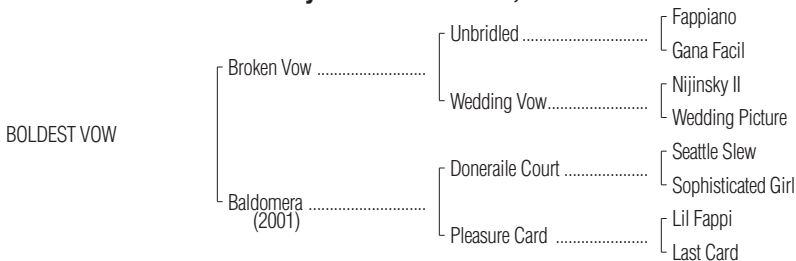 Fappiano
Unbridled
Gana Facil
Broken Vow
Nijinsky II
Wedding Vow
Wedding Picture
BOLDEST VOW
Seattle Slew
Doneraile Court
Sophisticated Girl
Baldomera
(2001)
Lil Fappi
Pleasure Card
Last Card